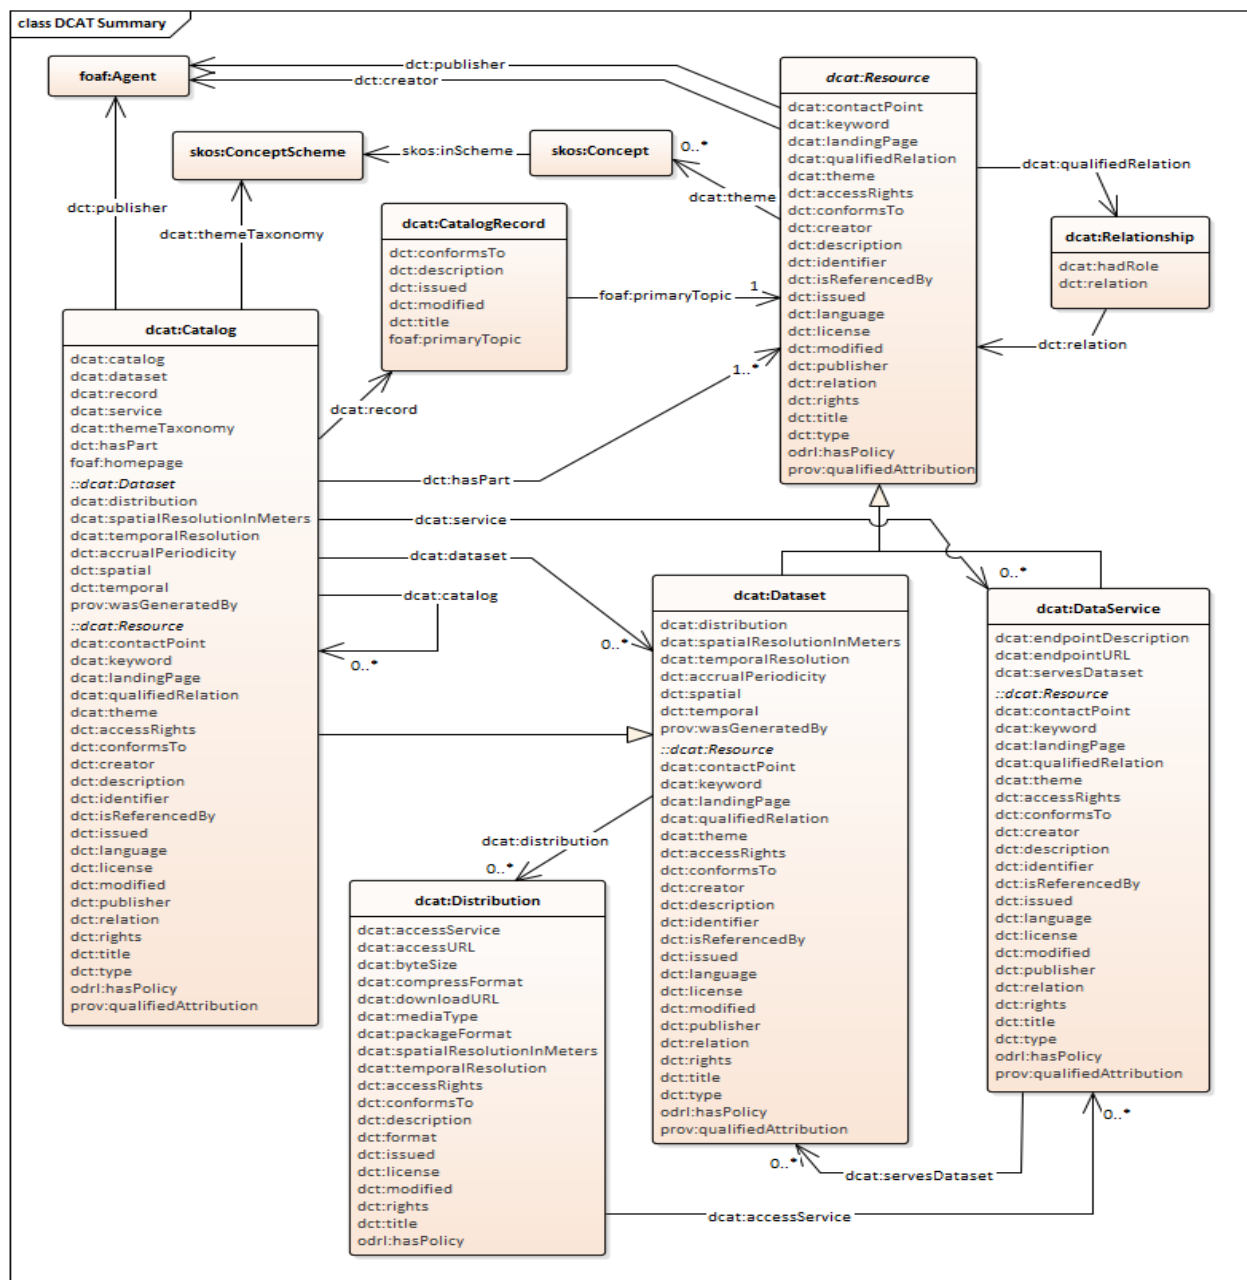 class DCAT Summary
foaf:Agent
dct:publisher
dct:creator
dcat:Resource
dcat:contactPoint
dcat:keyword
dcat:landingPage
dcat:qualifiedRelation
dcat:theme
dct:accessRights
dct:conformsTo
dct:creator
dct:description
dct:identifier
dct:isReferencedBy
dct:issued
dct:language
dct:license
dct:modified
dct:publisher
dct:relation
dct:rights
dct:title
dct:type
odrl:hasPolicy
prov:qualifiedAttribution
skos:ConceptScheme
skos:inScheme
skos:Concept
0..*
dcat:theme
dcat:qualifiedRelation
dcat:Relationship
dcat:hadRole
dct:relation
dct:relation
dct:publisher
dcat:themeTaxonomy
dcat:CatalogRecord
dct:conformsTo
dct:description
dct:issued
dct:modified
dct:title
foaf:primaryTopic
foaf:primaryTopic
1
1..*
dcat:record
dct:hasPart
dcat:service
0..*
dcat:dataset
0..*
dcat:catalog
0..*
dcat:Catalog
dcat:catalog
dcat:dataset
dcat:record
dcat:service
dcat:themeTaxonomy
dct:hasPart
foaf:homepage
::dcat:Dataset
dcat:distribution
dcat:spatialResolutionInMeters
dcat:temporalResolution
dct:accrualPeriodicity
dct:spatial
dct:temporal
prov:wasGeneratedBy
::dcat:Resource
dcat:contactPoint
dcat:keyword
dcat:landingPage
dcat:qualifiedRelation
dcat:theme
dct:accessRights
dct:conformsTo
dct:creator
dct:description
dct:identifier
dct:isReferencedBy
dct:issued
dct:language
dct:license
dct:modified
dct:publisher
dct:relation
dct:rights
dct:title
dct:type
odrl:hasPolicy
prov:qualifiedAttribution
dcat:Dataset
dcat:distribution
dcat:spatialResolutionInMeters
dcat:temporalResolution
dct:accrualPeriodicity
dct:spatial
dct:temporal
prov:wasGeneratedBy
::dcat:Resource
dcat:contactPoint
dcat:keyword
dcat:landingPage
dcat:qualifiedRelation
dcat:theme
dct:accessRights
dct:conformsTo
dct:creator
dct:description
dct:identifier
dct:isReferencedBy
dct:issued
dct:language
dct:license
dct:modified
dct:publisher
dct:relation
dct:rights
dct:title
dct:type
odrl:hasPolicy
prov:qualifiedAttribution
dcat:DataService
dcat:endpointDescription
dcat:endpointURL
dcat:servesDataset
::dcat:Resource
dcat:contactPoint
dcat:keyword
dcat:landingPage
dcat:qualifiedRelation
dcat:theme
dct:accessRights
dct:conformsTo
dct:creator
dct:description
dct:identifier
dct:isReferencedBy
dct:issued
dct:language
dct:license
dct:modified
dct:publisher
dct:relation
dct:rights
dct:title
dct:type
odrl:hasPolicy
prov:qualifiedAttribution
dcat:distribution
0..*
dcat:Distribution
dcat:accessService
dcat:accessURL
dcat:byteSize
dcat:compressFormat
dcat:downloadURL
dcat:mediaType
dcat:packageFormat
dcat:spatialResolutionInMeters
dcat:temporalResolution
dct:accessRights
dct:conformsTo
dct:description
dct:format
dct:issued
dct:license
dct:modified
dct:rights
dct:title
odrl:hasPolicy
0..*
dcat:servesDataset
0..*
dcat:accessService